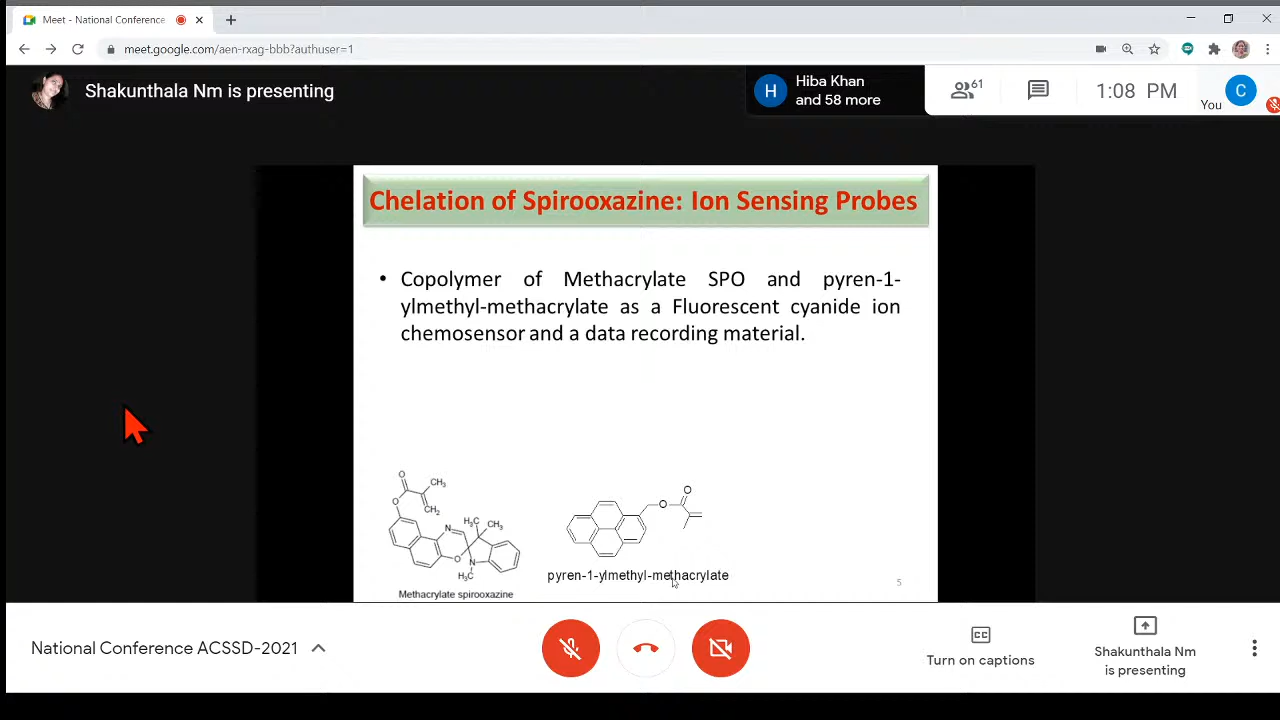 Meet - National Conference
meet.google.com/aen-rxag-bbb?authuser=1
Shakunthala Nm is presenting
H
Hiba Khan
and 58 more
61
1:08 PM
You
C
Chelation of Spirooxazine: Ion Sensing Probes
• Copolymer of Methacrylate SPO and pyren-1-
ylmethyl-methacrylate as a Fluorescent cyanide ion
chemosensor and a data recording material.
O
CH3
O
CH2
N
H3C
CH3
O
N
H3C
Methacrylate spirooxazine
O
O
pyren-1-ylmethyl-methacrylate
5
National Conference ACSSD-2021
Turn on captions
Shakunthala Nm
is presenting